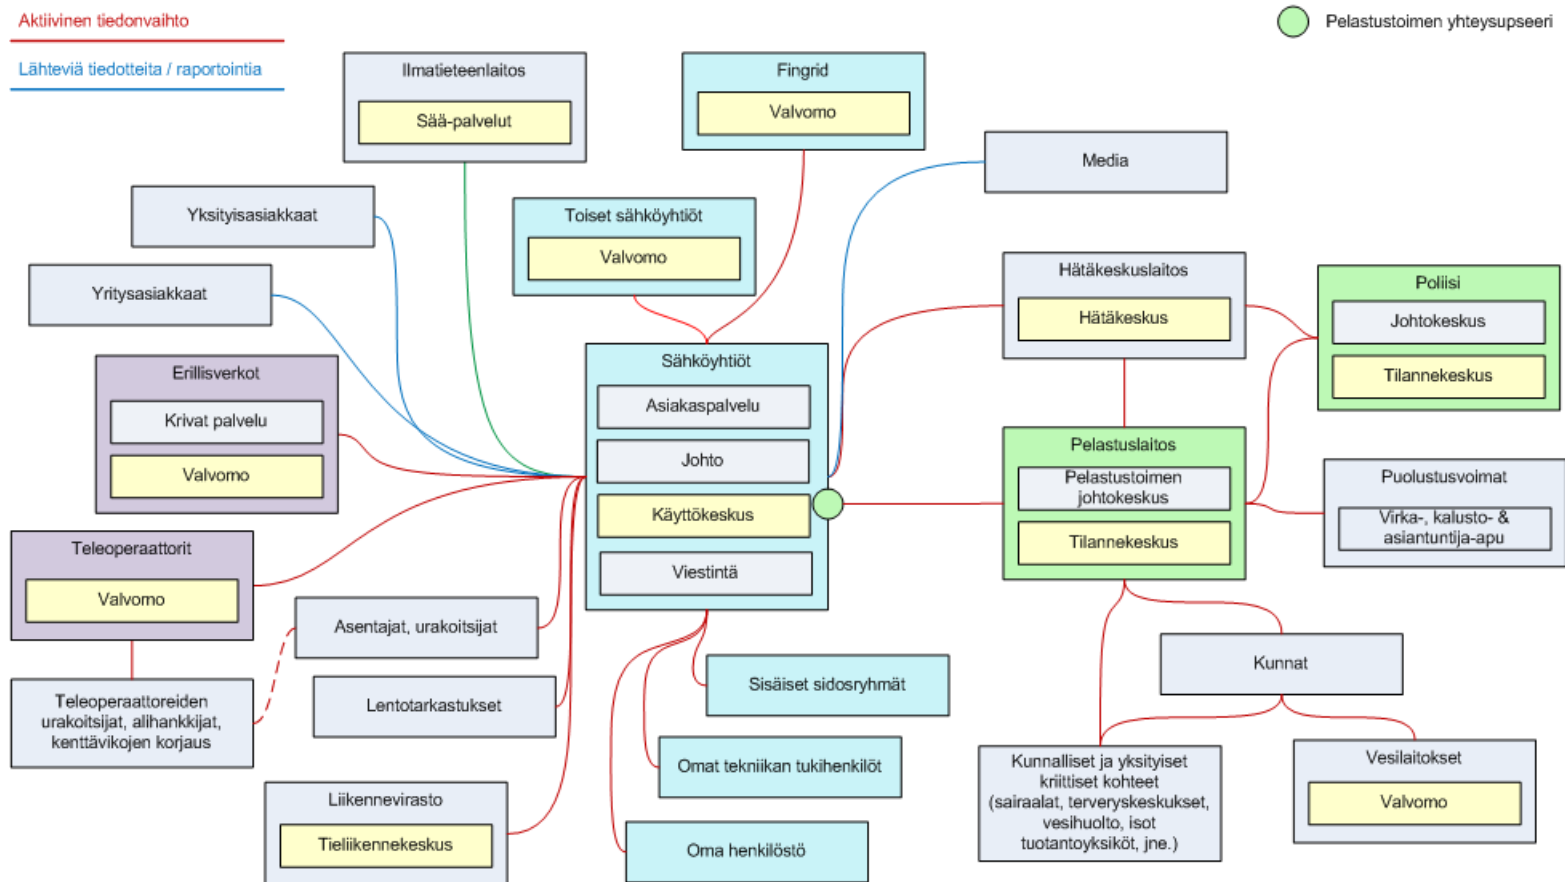 Aktiivinen tiedonvaihto
Lähteviä tiedotteita / raportointia
Pelastustoimen yhteysupseeri
Ilmatieteenlaitos
Sää-palvelut
Fingrid
Valvomo
Media
Yksityisasiakkaat
Toiset sähköyhtiöt
Valvomo
Yritysasiakkaat
Hätäkeskuslaitos
Hätäkeskus
Poliisi
Johtokeskus
Tilannekeskus
Erillisverkot
Krivat palvelu
Valvomo
Sähköyhtiöt
Asiakaspalvelu
Johto
Käyttökeskus
Viestintä
Pelastuslaitos
Pelastustoimen
johtokeskus
Tilannekeskus
Puolustusvoimat
Virka-, kalusto- &
asiantuntija-apu
Teleoperaattorit
Valvomo
Asentajat, urakoitsijat
Teleoperaattoreiden
urakoitsijat, alihankkijat,
kenttävikojen korjaus
Lentotarkastukset
Liikennevirasto
Tieliikennekeskus
Sisäiset sidosryhmät
Omat tekniikan tukihenkilöt
Oma henkilöstö
Kunnat
Kunnalliset ja yksityiset
kriittiset kohteet
(sairaalat, terveryskeskukset,
vesihuolto, isot
tuotantoyksiköt, jne.)
Vesilaitokset
Valvomo